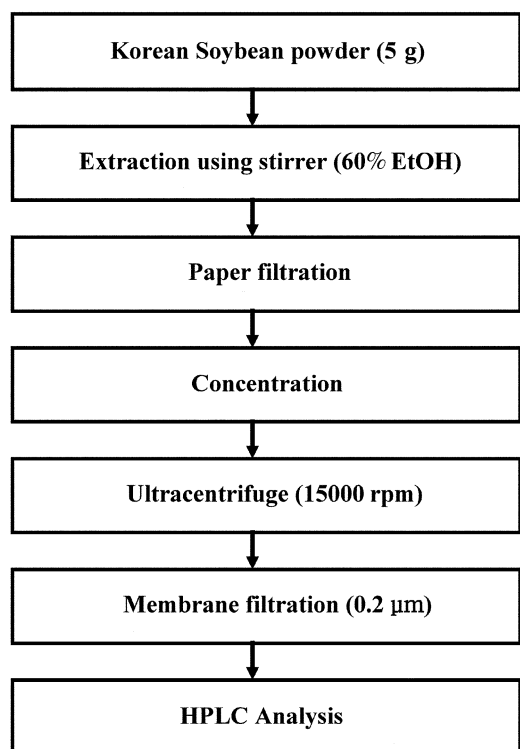 Korean Soybean powder (5 g)
Extraction using stirrer (60% EtOH)
Paper filtration
Concentration
Ultracentrifuge (15000 rpm)
Membrane filtration (0.2 μm)
HPLC Analysis